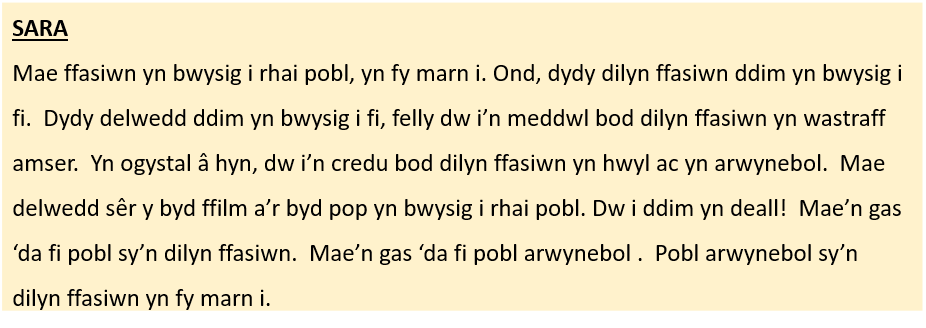 SARA
Mae ffasiwn yn bwysig i rhai pobl, yn fy marn i. Ond, dydy dilyn ffasiwn ddim yn bwysig i
fi.  Dydy delwedd ddim yn bwysig i fi, felly dw i’n meddwl bod dilyn ffasiwn yn wastraff
amser.  Yn ogystal â hyn, dw i’n credu bod dilyn ffasiwn yn hwyl ac yn arwynebol.  Mae
delwedd sêr y byd ffilm a’r byd pop yn bwysig i rhai pobl. Dw i ddim yn deall!  Mae’n gas
‘da fi pobl sy’n dilyn ffasiwn.  Mae’n gas ‘da fi pobl arwynebol .  Pobl arwynebol sy’n
dilyn ffasiwn yn fy marn i.